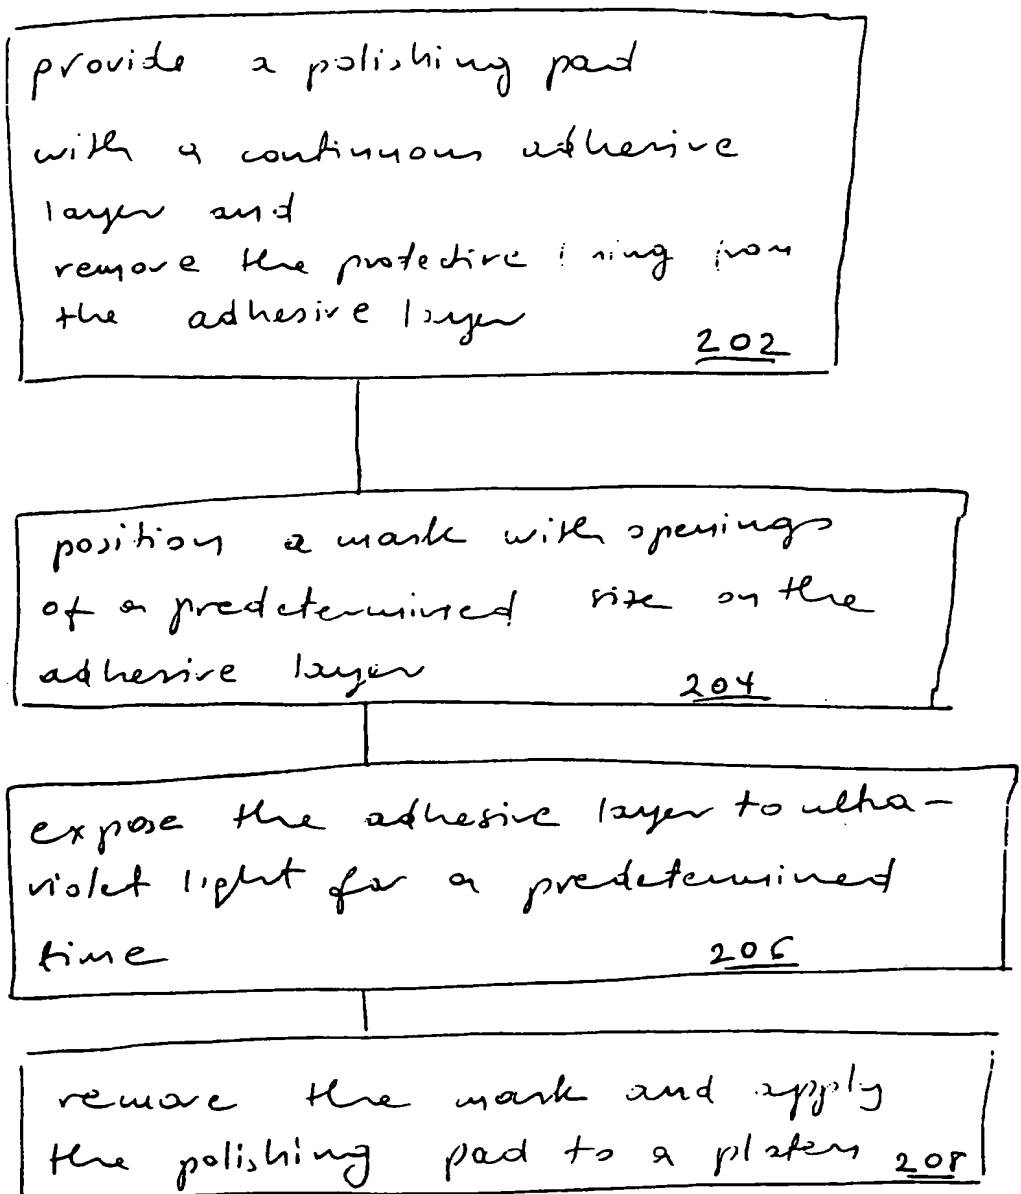 provide a polishing pad
with a continuous adhesive
layer and
remove the protective from
the adhesive layer
202
position a mask with openings
of a predetermined size on the
adhesive layer 204
expose the adhesive layer to ultra-
violet light for a predetermined
time 206
remove the mask and apply
the polishing pad to a platen 208